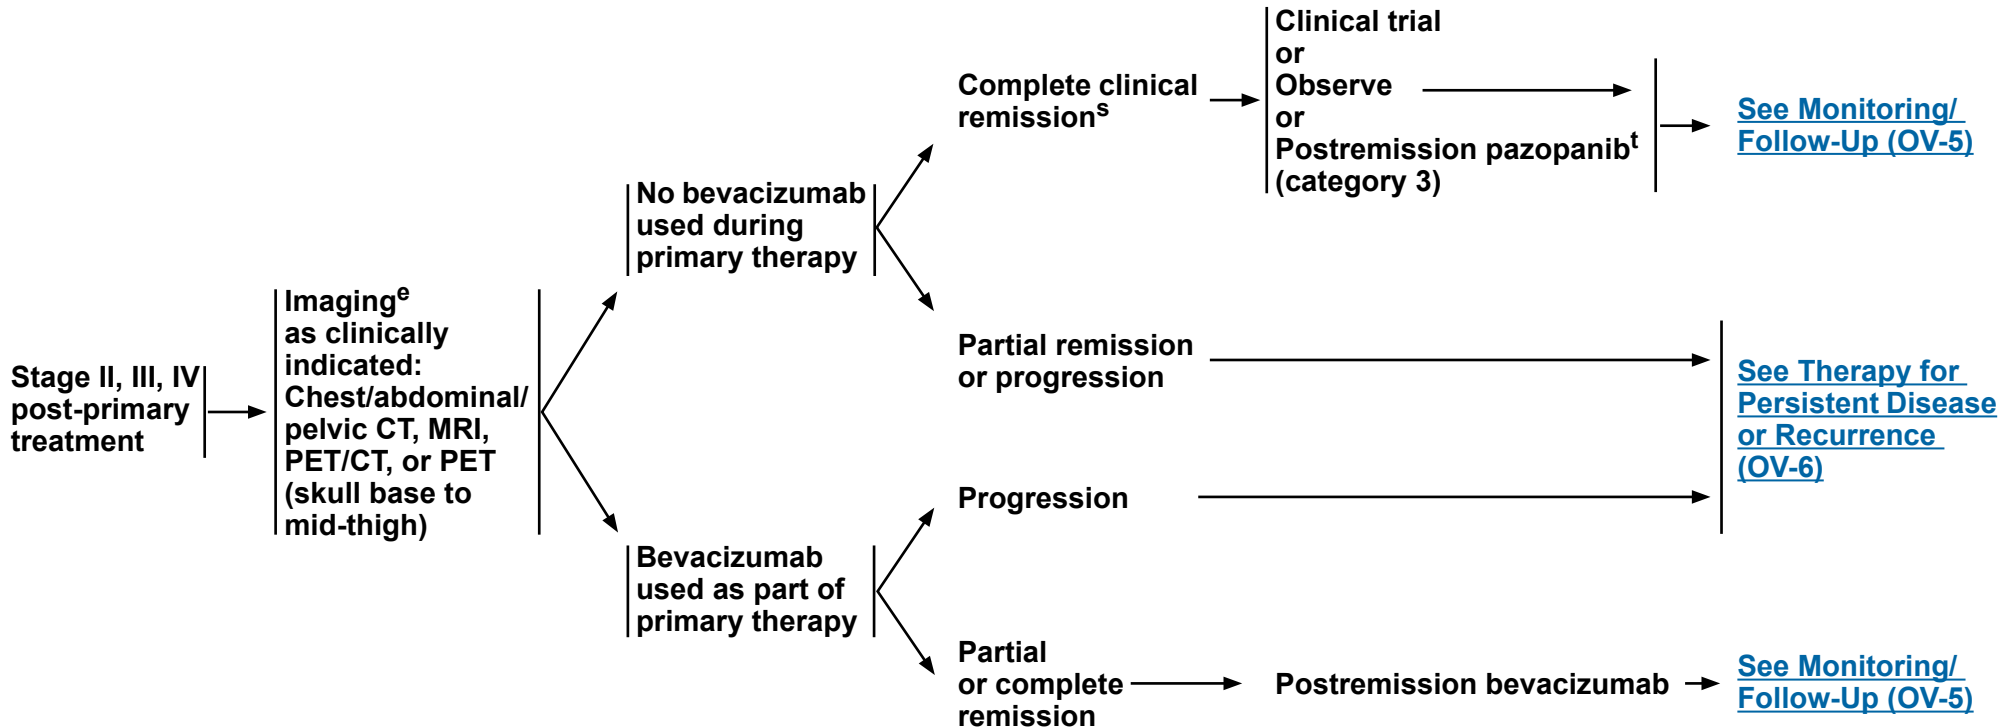 Stage II, III, IV
post-primary
treatment
Imagingᵉ
as clinically
indicated:
Chest/abdominal/
pelvic CT, MRI,
PET/CT, or PET
(skull base to
mid-thigh)
No bevacizumab
used during
primary therapy
Complete clinical
remissionˢ
Clinical trial
or
Observe
or
Postremission pazopanibᵗ
(category 3)
See Monitoring/
Follow-Up (OV-5)
Partial remission
or progression
See Therapy for
Persistent Disease
or Recurrence
(OV-6)
Bevacizumab
used as part of
primary therapy
Progression
Partial
or complete
remission
Postremission bevacizumab
See Monitoring/
Follow-Up (OV-5)